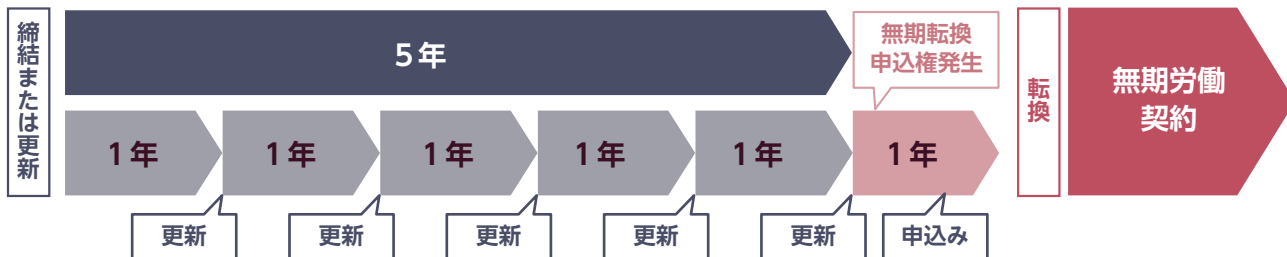 締結または更新
5年
無期転換
申込権発生
転換
無期労働
契約
1年
1年
1年
1年
1年
1年
更新
更新
更新
更新
更新
申込み